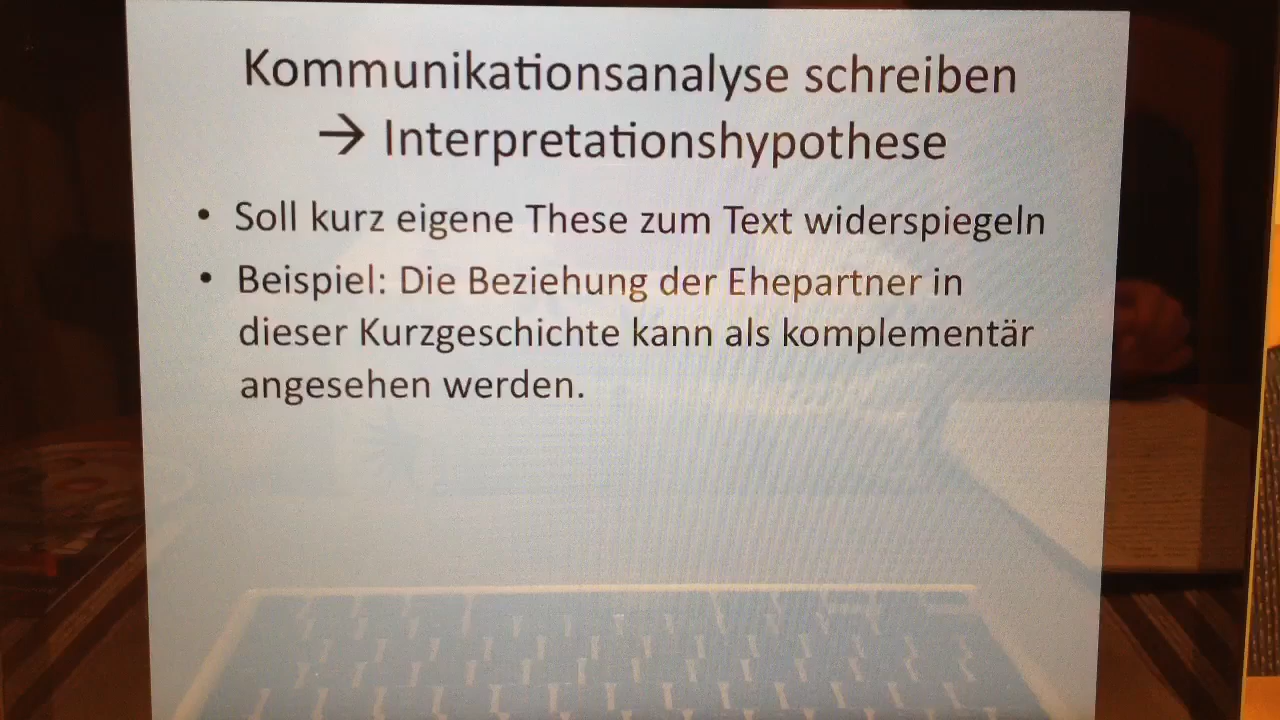 Kommunikationsanalyse schreiben
→ Interpretationshypothese
• Soll kurz eigene These zum Text widerspiegeln
• Beispiel: Die Beziehung der Ehepartner in
dieser Kurzgeschichte kann als komplementär
angesehen werden.